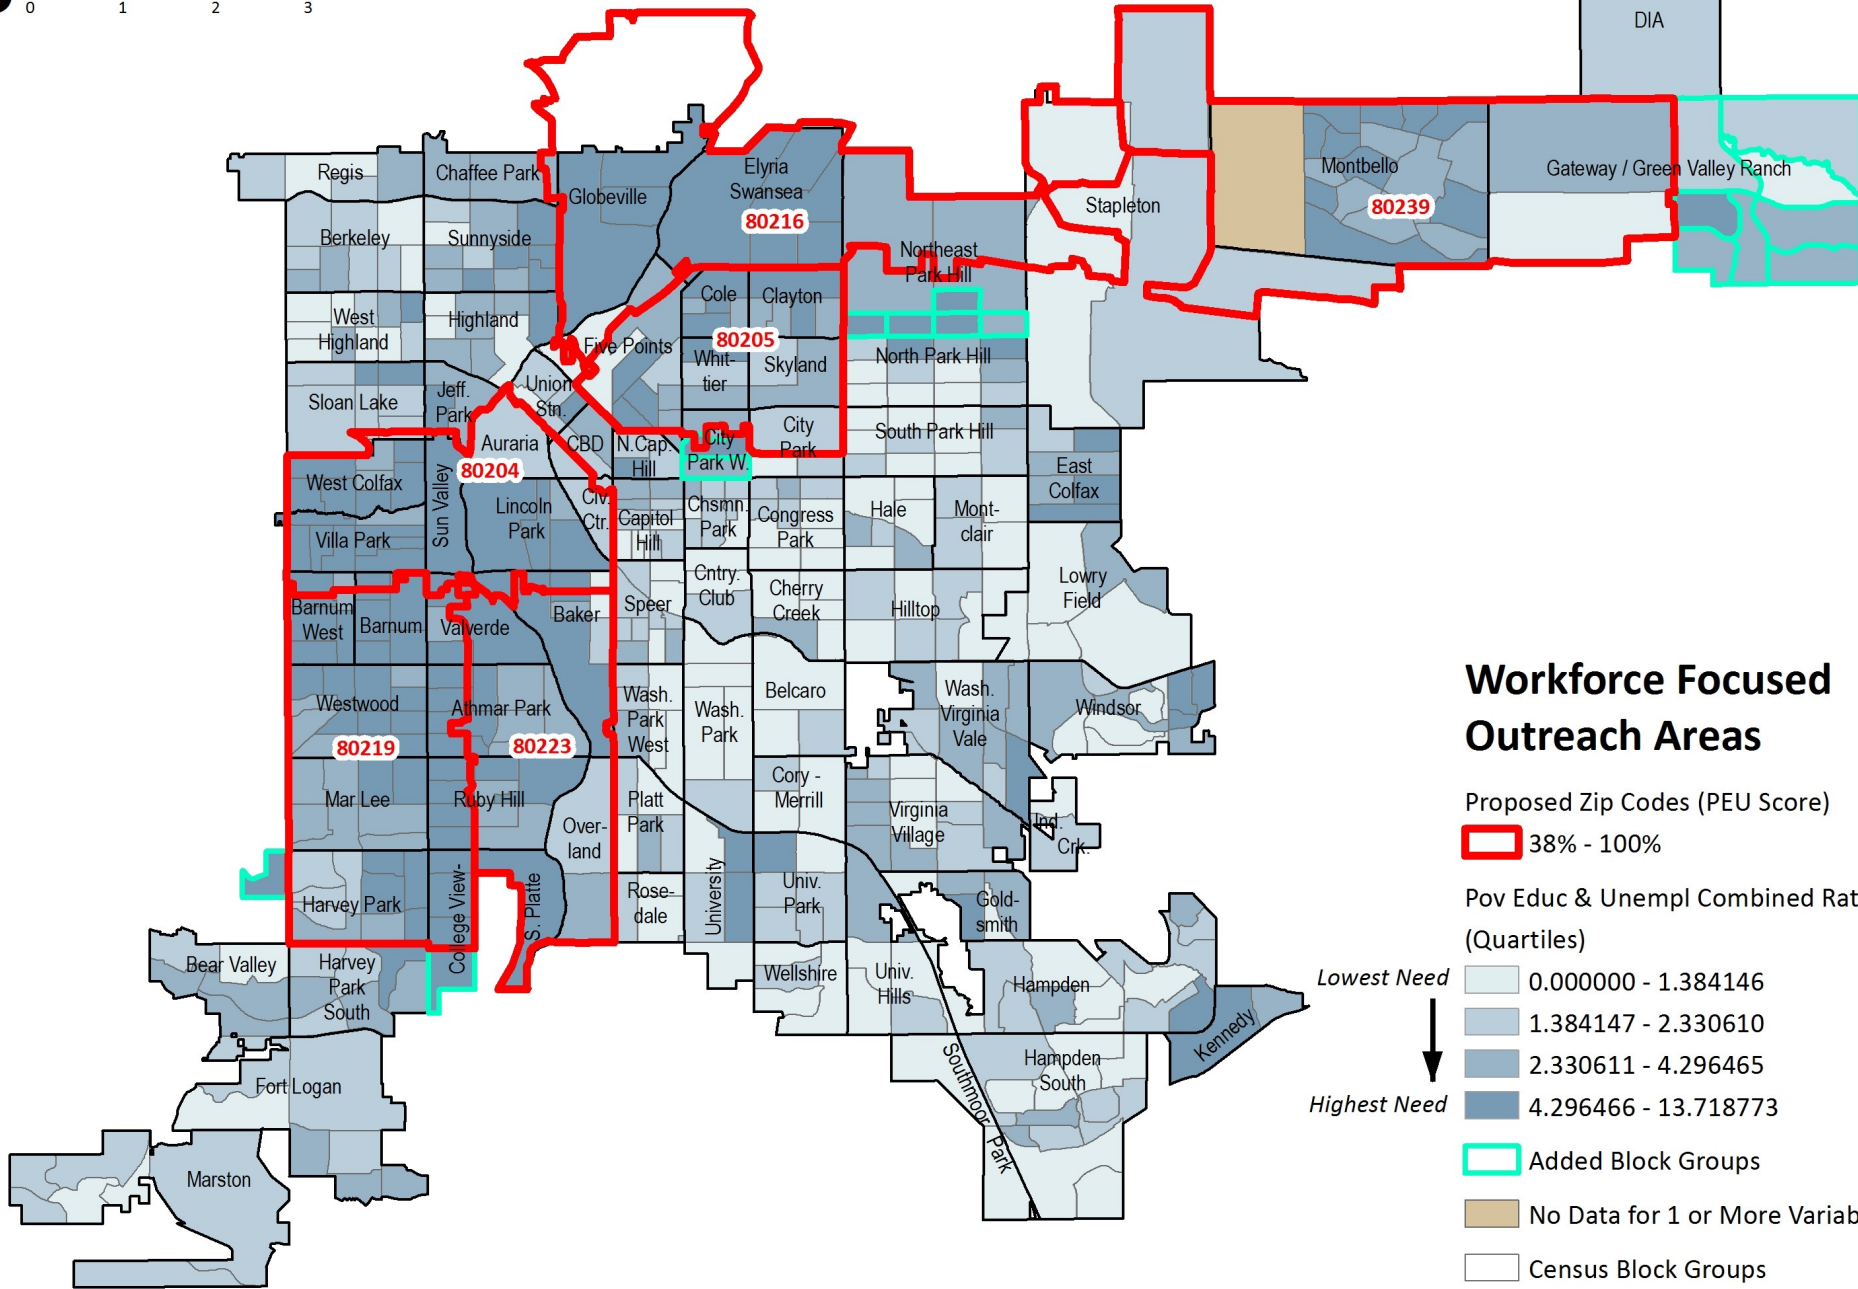 0 1 2 3
DIA
Regis
Chaffee Park
Globeville
Elyria
Swansea
80216
Montbello
80239
Gateway / Green Valley Ranch
Stapleton
Berkeley
Sunnyside
Northeast
Park Hill
Cole
Clayton
West
Highland
Highland
Five Points
80205
Whit-
tier
Skyland
North Park Hill
Sloan Lake
Jeff.
Park
Union
Stn.
Auraria
CBD
N.Cap.
Hill
City
Park W.
City
Park
South Park Hill
80204
West Colfax
Sun Valley
Lincoln
Park
Civ.
Ctr.
Capitol
Hill
Chsmn.
Park
Congress
Park
Hale
Mont-
clair
East
Colfax
Villa Park
Barnum
West
Barnum
Valverde
Baker
Speer
Cntry.
Club
Cherry
Creek
Hilltop
Lowry
Field
Westwood
Athmar Park
80219
80223
Wash.
Park
West
Wash.
Park
Belcaro
Wash.
Virginia
Vale
Windsor
Mar Lee
Ruby Hill
Over-
land
Platt
Park
Cory -
Merrill
Virginia
Village
Ind.
Crk.
Harvey Park
College View-
S. Platte
Rose-
dale
University
Univ.
Park
Gold-
smith
Bear Valley
Harvey
Park
South
Wellshire
Univ.
Hills
Hampden
Kennedy
Fort Logan
Southmoor Park
Hampden
South
Marston
Workforce Focused
Outreach Areas
Proposed Zip Codes (PEU Score)
38% - 100%
Pov Educ & Unempl Combined Rat
(Quartiles)
Lowest Need
0.000000 - 1.384146
1.384147 - 2.330610
2.330611 - 4.296465
Highest Need
4.296466 - 13.718773
Added Block Groups
No Data for 1 or More Variab
Census Block Groups